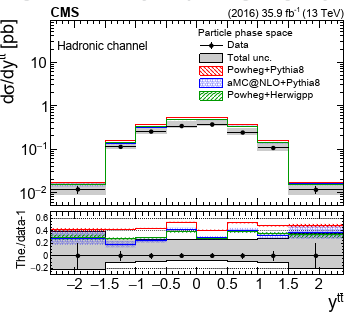 CMS (2016) 35.9 fb⁻¹ (13 TeV)
Hadronic channel
Particle phase space
Data
Total unc.
Powheg+Pythia8
aMC@NLO+Pythia8
Powheg+Herwigpp
dσ/dy^{tt̄} [pb]
1
10⁻¹
10⁻²
The./data-1
0.6
0.4
0.2
0
−0.2
−2 −1.5 −1 −0.5 0 0.5 1 1.5 2
y^{tt̄}